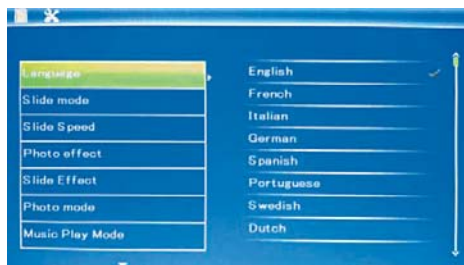 Language
Slide mode
Slide Speed
Photo effect
Slide Effect
Photo mode
Music Play Mode
English
French
Italian
German
Spanish
Portuguese
Swedish
Dutch